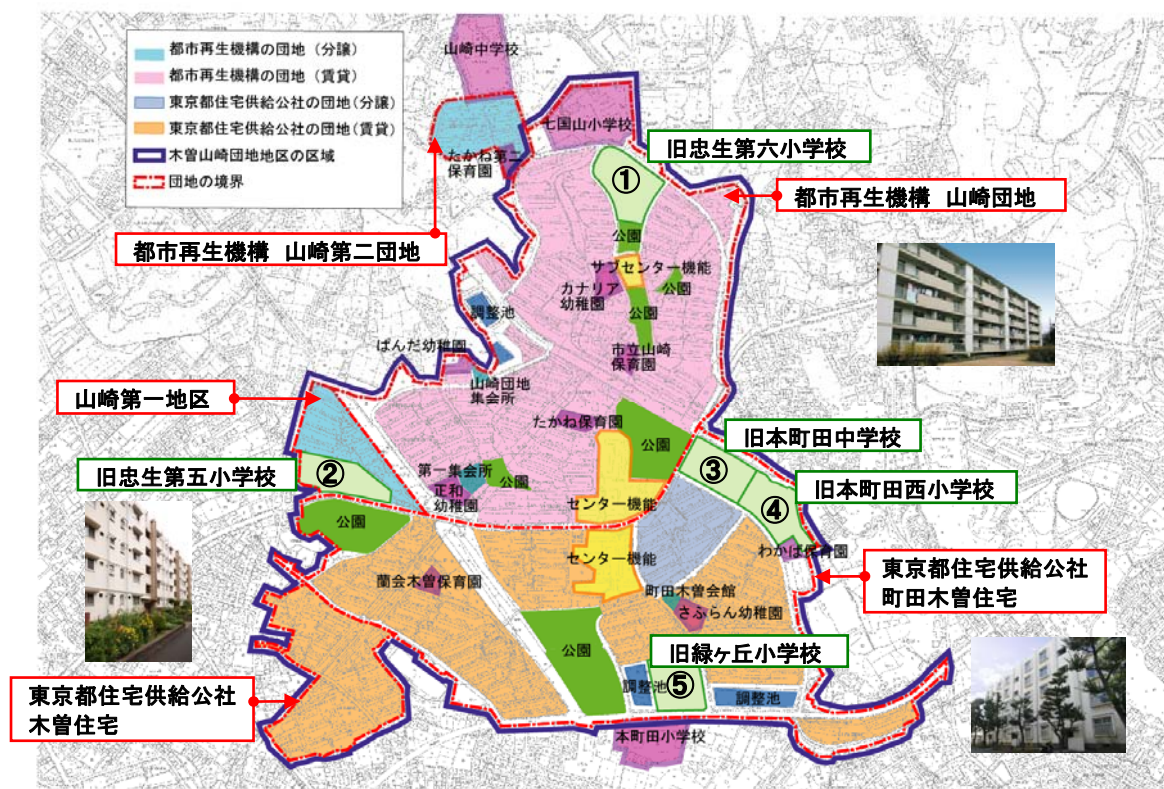 都市再生機構の団地(分譲)
都市再生機構の団地(賃貸)
東京都住宅供給公社の団地(分譲)
東京都住宅供給公社の団地(賃貸)
木曽山崎団地地区の区域
団地の境界
山崎中学校
七国山小学校
たかね第二
保育園
旧忠生第六小学校
①
都市再生機構 山崎団地
都市再生機構 山崎第二団地
公園
サブセンター機能
カナリア
幼稚園
公園
公園
調整池
ぱんだ幼稚園
市立山崎
保育園
山崎団地
集会所
山崎第一地区
たかね保育園
公園
旧本町田中学校
③
旧忠生第五小学校
②
第一集会所
正和
幼稚園
公園
旧本町田西小学校
④
センター機能
公園
センター機能
わかば保育園
東京都住宅供給公社
町田木曽住宅
蘭会木曽保育園
町田木曽会館
さふらん幼稚園
公園
旧緑ヶ丘小学校
調整池
⑤
調整池
東京都住宅供給公社
木曽住宅
本町田小学校